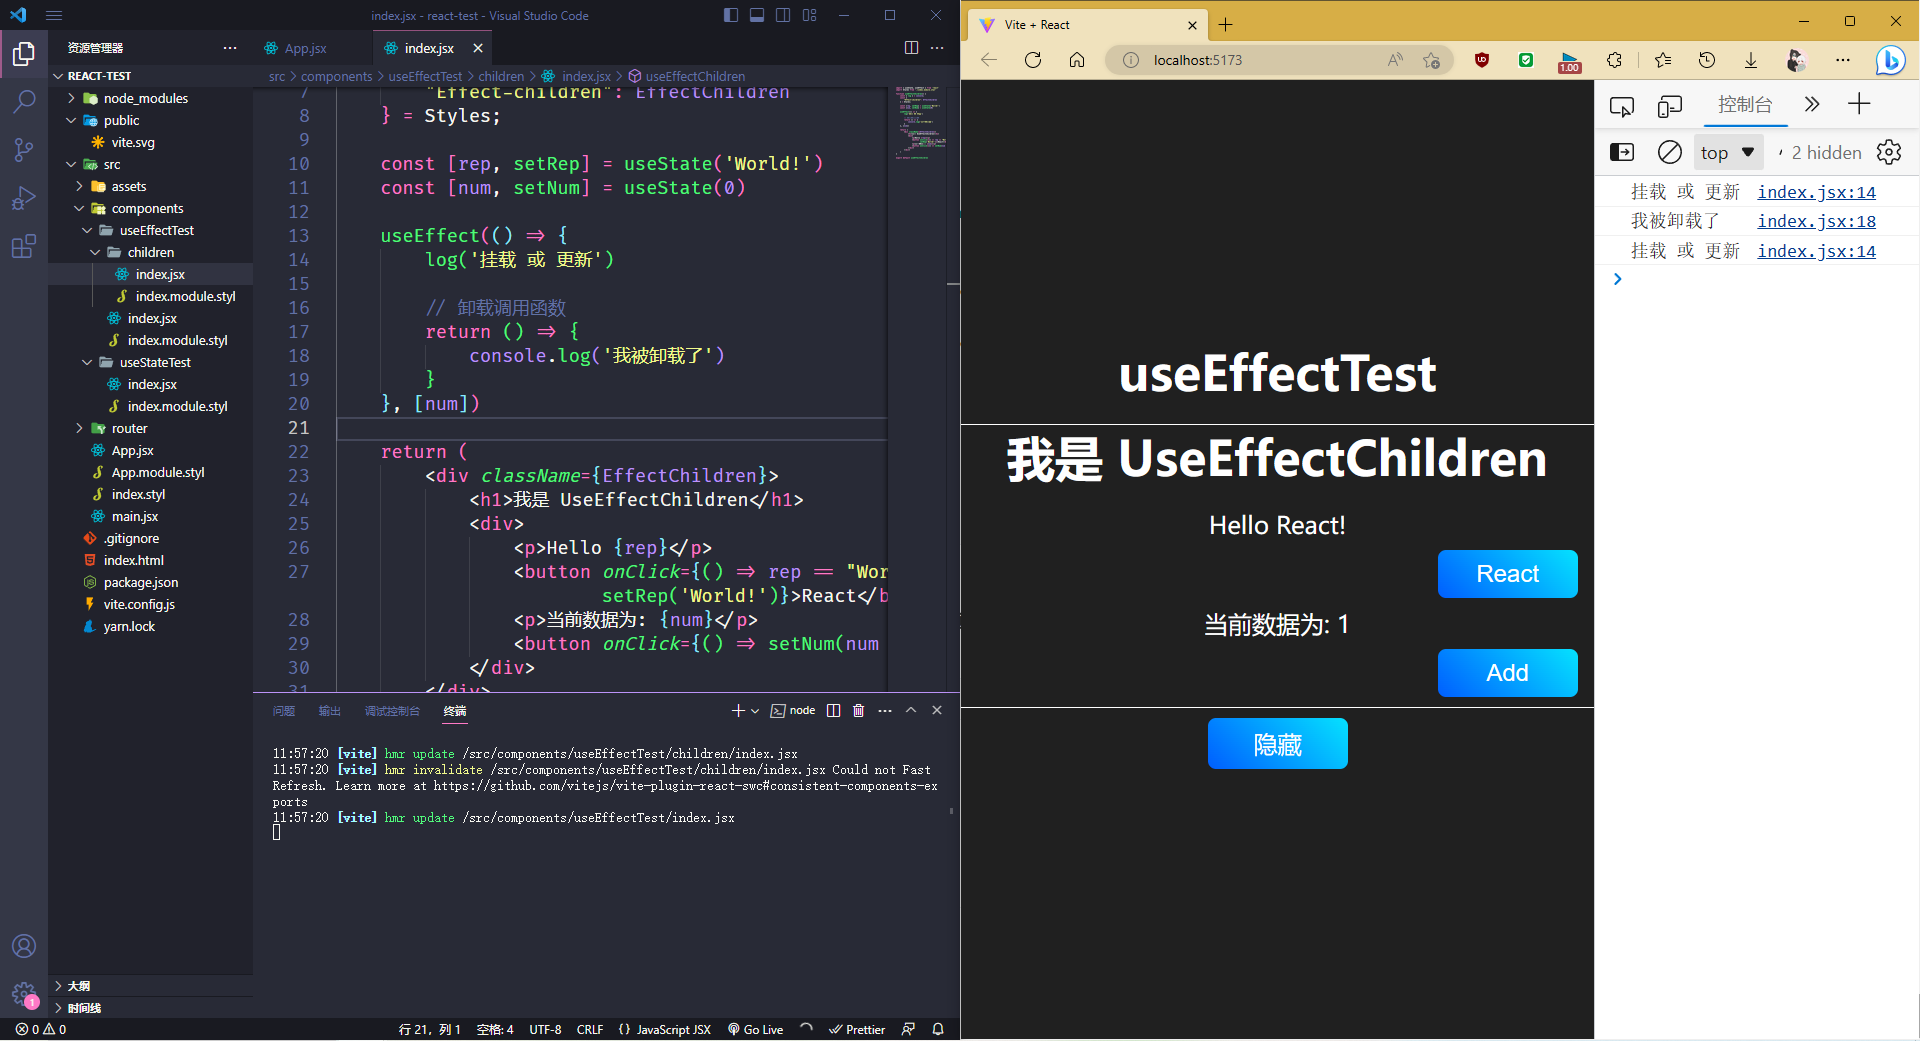 index.jsx - react-test - Visual Studio Code
资源管理器
REACT-TEST
node_modules
public
vite.svg
src
assets
components
useEffectTest
children
index.jsx
index.module.styl
index.jsx
index.module.styl
useStateTest
index.jsx
index.module.styl
router
App.jsx
App.module.styl
index.styl
main.jsx
.gitignore
index.html
package.json
vite.config.js
yarn.lock
大纲
时间线
1
App.jsx
index.jsx
src > components > useEffectTest > children > index.jsx > useEffectChildren
7 "Effect-children": EffectChildren
8 } = Styles;
9
10 const [rep, setRep] = useState('World!')
11 const [num, setNum] = useState(0)
12
13 useEffect(() => {
14 log('挂载 或 更新')
15
16 // 卸载调用函数
17 return () => {
18 console.log('我被卸载了')
19 }
20 }, [num])
21
22 return (
23 <div className={EffectChildren}>
24 <h1>我是 UseEffectChildren</h1>
25 <div>
26 <p>Hello {rep}</p>
27 <button onClick={() => rep == "Wor
setRep('World!')}>React</b
28 <p>当前数据为: {num}</p>
29 <button onClick={() => setNum(num
30 </div>
31 </div>
问题 输出 调试控制台 终端
node
11:57:20 [vite] hmr update /src/components/useEffectTest/children/index.jsx
11:57:20 [vite] hmr invalidate /src/components/useEffectTest/children/index.jsx Could not Fast
Refresh. Learn more at https://github.com/vitejs/vite-plugin-react-swc#consistent-components-ex
ports
11:57:20 [vite] hmr update /src/components/useEffectTest/index.jsx
0 0
行 21，列 1 空格: 4 UTF-8 CRLF {} JavaScript JSX Go Live Prettier
Vite + React
localhost:5173
1.00
useEffectTest
我是 UseEffectChildren
Hello React!
React
当前数据为: 1
Add
隐藏
控制台
top 2 hidden
挂载 或 更新 index.jsx:14
我被卸载了 index.jsx:18
挂载 或 更新 index.jsx:14